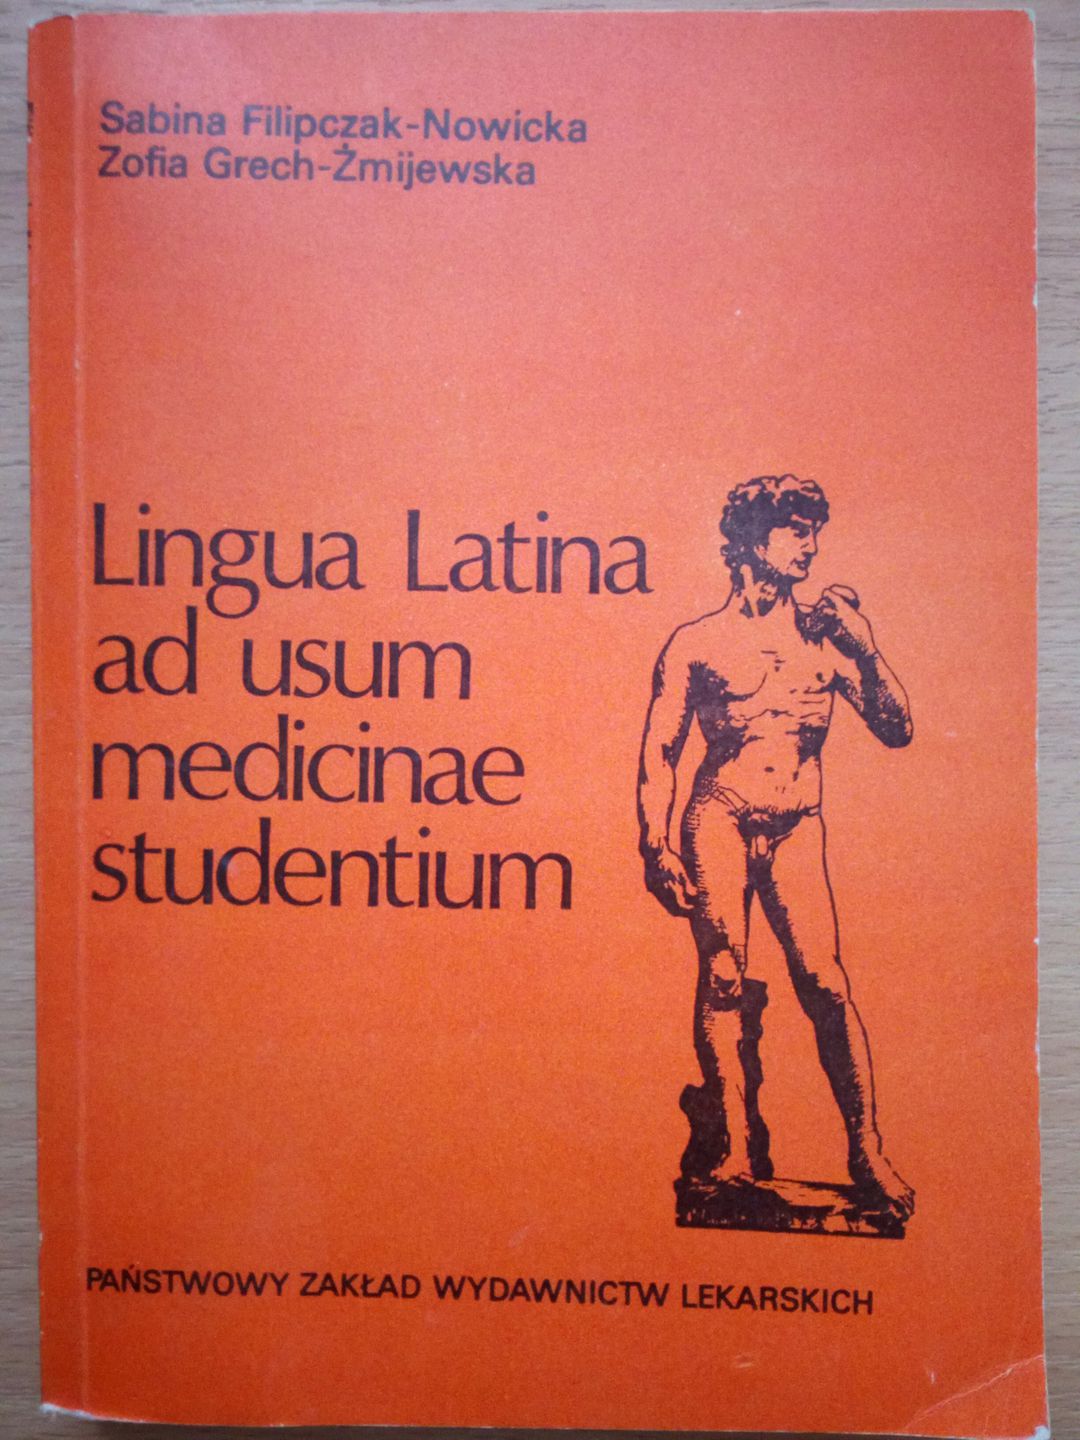 Sabina Filipczak-Nowicka
Zofia Grech-Żmijewska
Lingua Latina
ad usum
medicinae
studentium
PAŃSTWOWY ZAKŁAD WYDAWNICTW LEKARSKICH